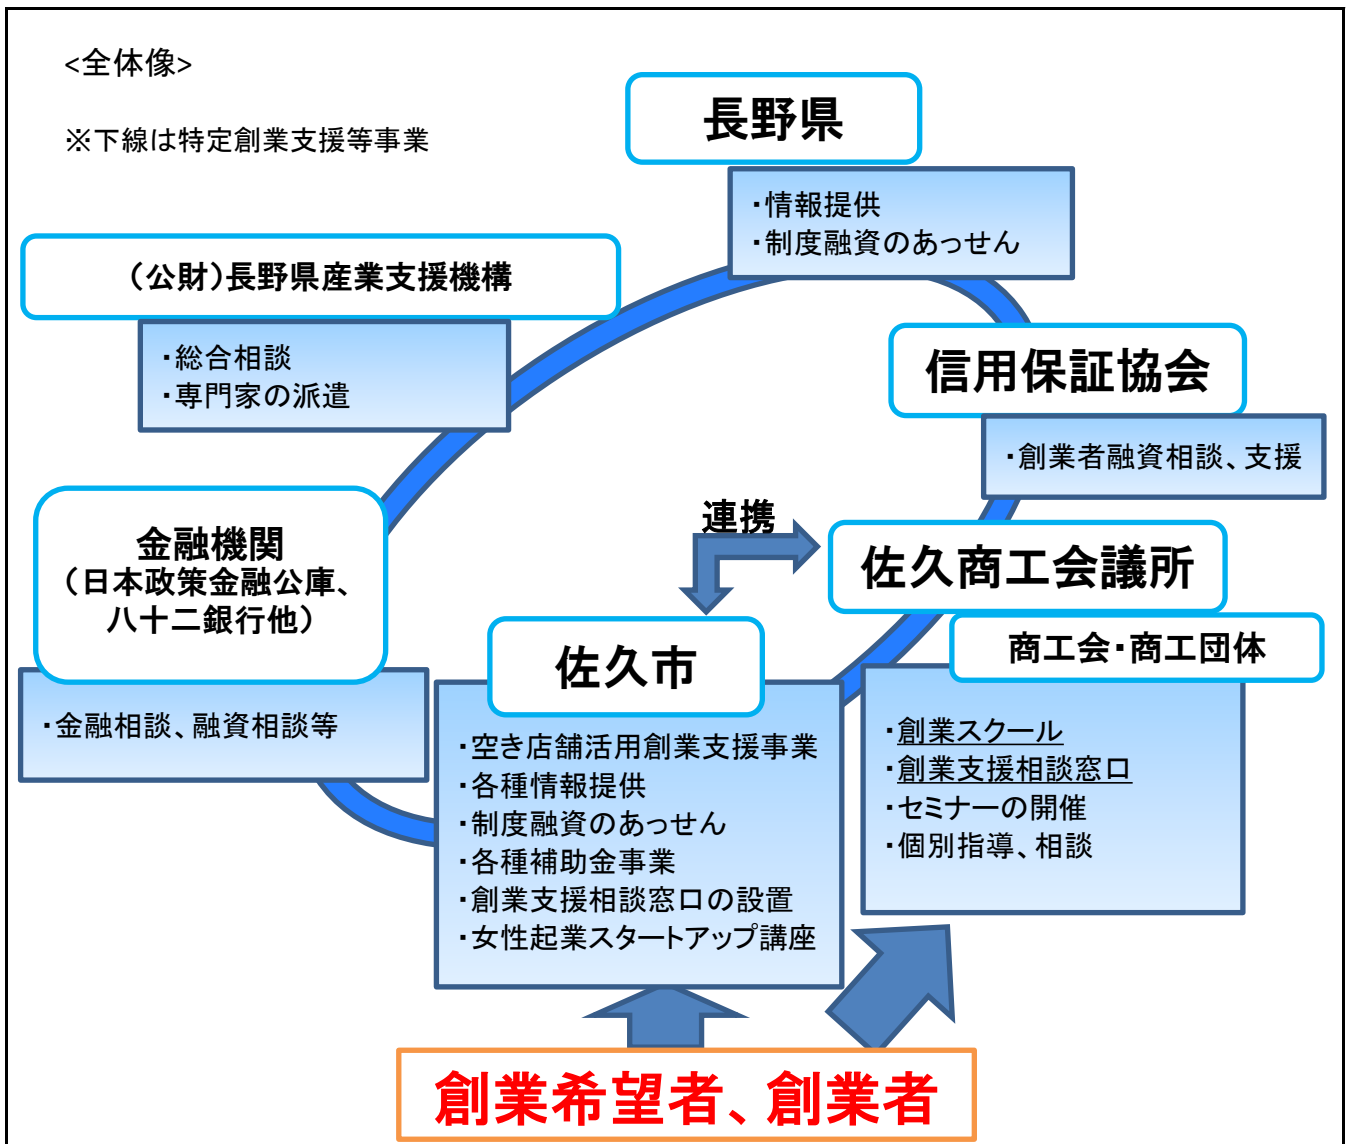 <全体像>
※下線は特定創業支援等事業
長野県
・情報提供
・制度融資のあっせん
（公財）長野県産業支援機構
・総合相談
・専門家の派遣
信用保証協会
・創業者融資相談、支援
金融機関
（日本政策金融公庫、
八十二銀行他）
・金融相談、融資相談等
連携
佐久商工会議所
商工会・商工団体
・創業スクール
・創業支援相談窓口
・セミナーの開催
・個別指導、相談
佐久市
・空き店舗活用創業支援事業
・各種情報提供
・制度融資のあっせん
・各種補助金事業
・創業支援相談窓口の設置
・女性起業スタートアップ講座
創業希望者、創業者